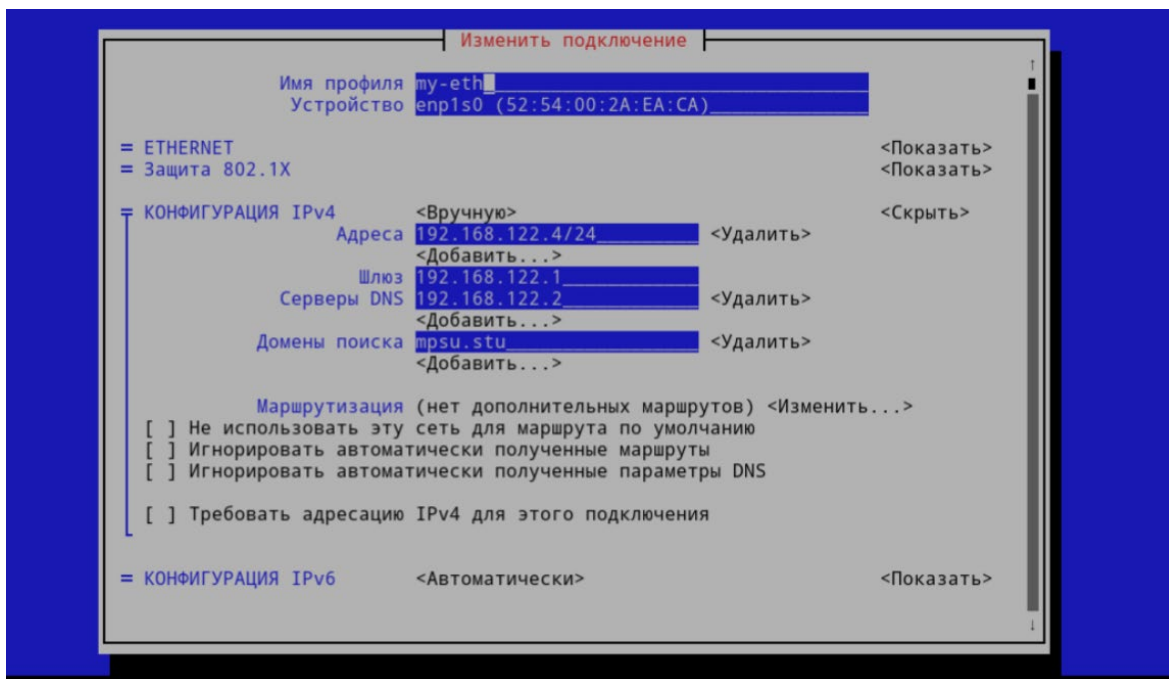 Изменить подключение
Имя профиля my-eth
Устройство enp1s0 (52:54:00:2A:EA:CA)
= ETHERNET <Показать>
= Защита 802.1X <Показать>
= КОНФИГУРАЦИЯ IPv4 <Вручную> <Скрыть>
Адреса 192.168.122.4/24 <Удалить>
<Добавить...>
Шлюз 192.168.122.1
Серверы DNS 192.168.122.2 <Удалить>
<Добавить...>
Домены поиска mpsu.stu <Удалить>
<Добавить...>
Маршрутизация (нет дополнительных маршрутов) <Изменить...>
[ ] Не использовать эту сеть для маршрута по умолчанию
[ ] Игнорировать автоматически полученные маршруты
[ ] Игнорировать автоматически полученные параметры DNS
[ ] Требовать адресацию IPv4 для этого подключения
= КОНФИГУРАЦИЯ IPv6 <Автоматически> <Показать>